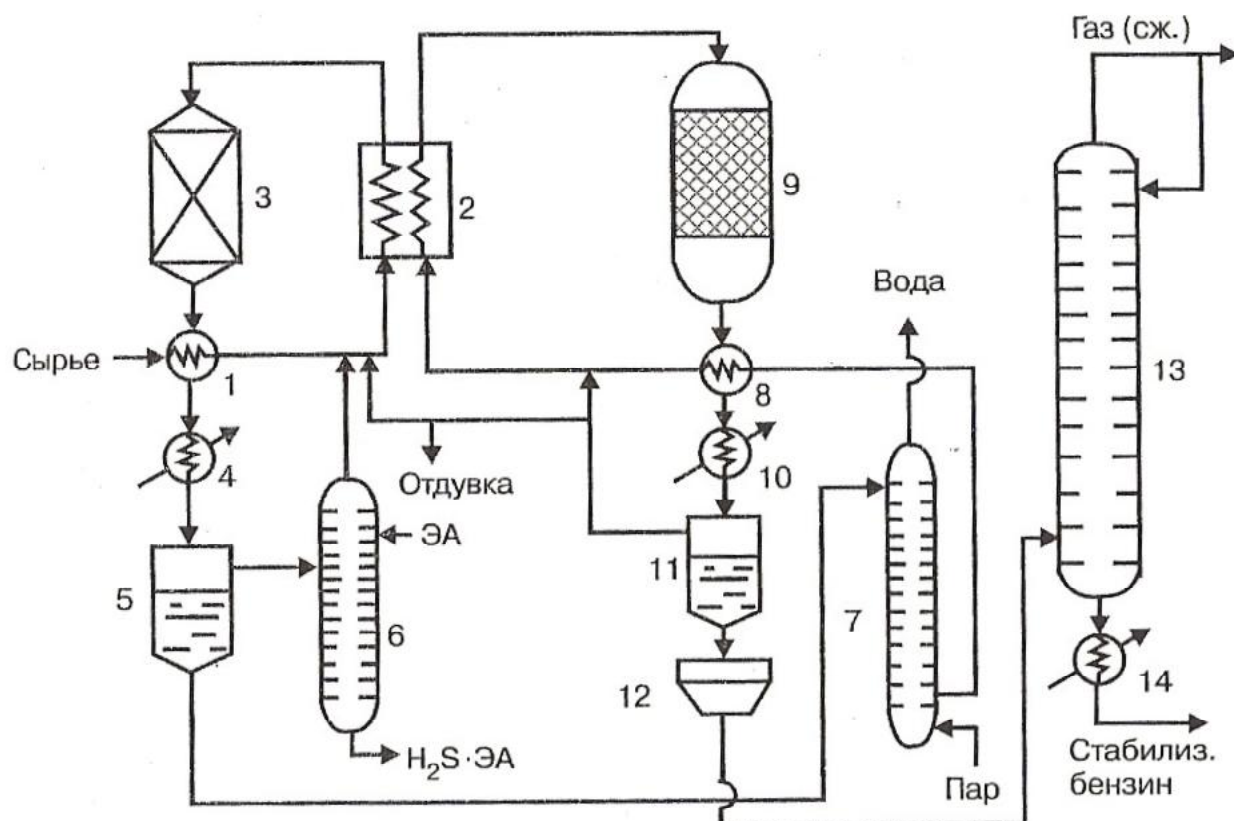 Газ (сж.)
3
2
9
Вода
Сырье
1
8
13
4
Отдувка
10
ЭА
5
11
6
7
12
14
H₂S·ЭА
Пар
Стабилиз.
бензин